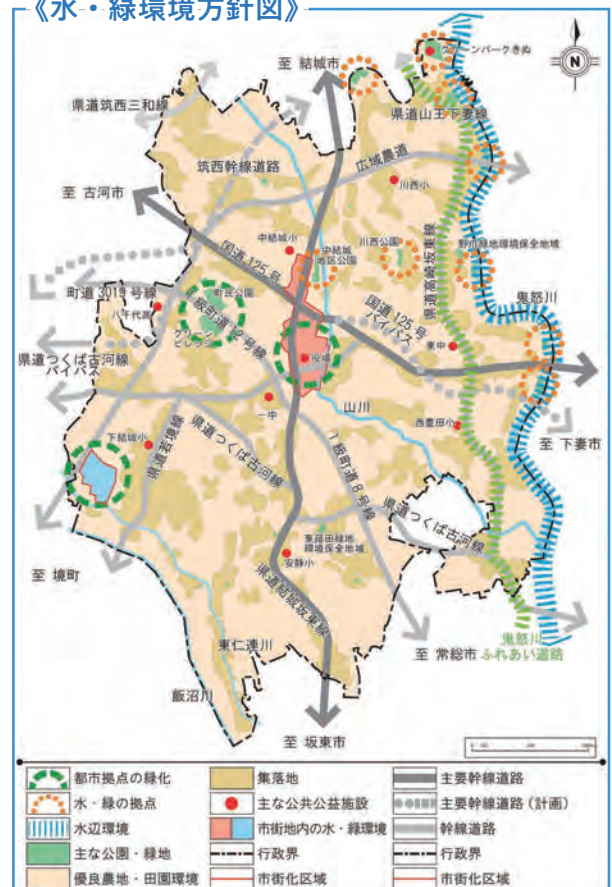 《水・緑環境方針図》
グリーンパークきぬ
N
至 結城市
県道筑西三和線
県道山王下妻線
筑西幹線道路
広域農道
至 古河市
川西小
中結城小
中結城
地区公園
川西公園
野爪緑地環境保全地域
国道125号
県道高崎坂東線
鬼怒川
町道3019号線
町民公園
八千代高
1級町道12号線
国道125号
バイパス
県道つくば古河線
バイパス
役場
東中
一中
山川
西豊田小
至 下妻市
下結城小
県道若境線
県道つくば古河線
1級町道8号線
県道つくば古河線
東蕗田緑地
環境保全地域
至 境町
安静小
県道結城坂東線
鬼怒川
ふれあい道路
至 常総市
東仁連川
飯沼川
至 坂東市
都市拠点の緑化
集落地
主要幹線道路
水・緑の拠点
主な公共公益施設
主要幹線道路(計画)
水辺環境
市街地内の水・緑環境
幹線道路
主な公園・緑地
行政界
行政界
優良農地・田園環境
市街化区域
市街化区域